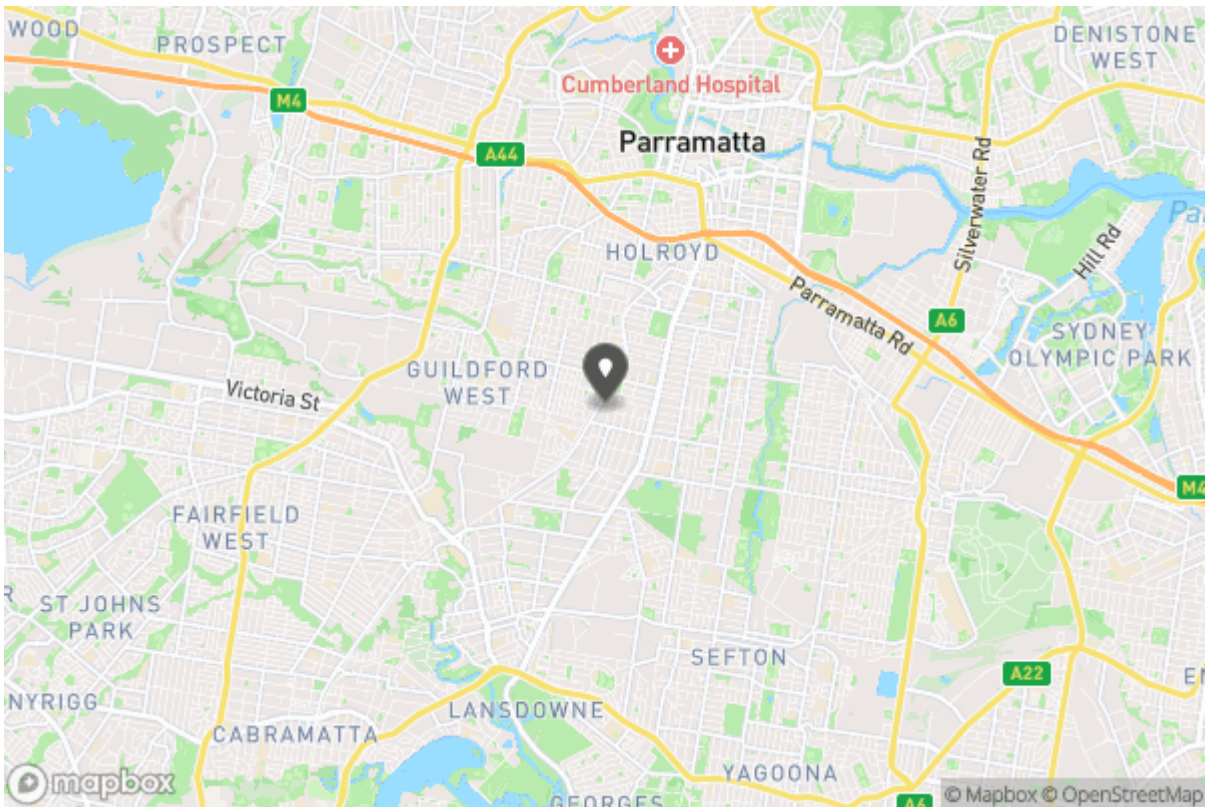 WOOD
PROSPECT
DENISTONE
WEST
Cumberland Hospital
M4
Parramatta
A44
Silverwater Rd
Pa
Hill Rd
HOLROYD
Parramatta Rd
A6
SYDNEY
OLYMPIC PARK
GUILDFORD
WEST
Victoria St
M4
FAIRFIELD
WEST
R
ST JOHNS
PARK
SEFTON
A22
EN
NYRIGG
LANSDOWNE
CABRAMATTA
YAGOONA
mapbox
GEORGES
A6
© Mapbox © OpenStreetMap